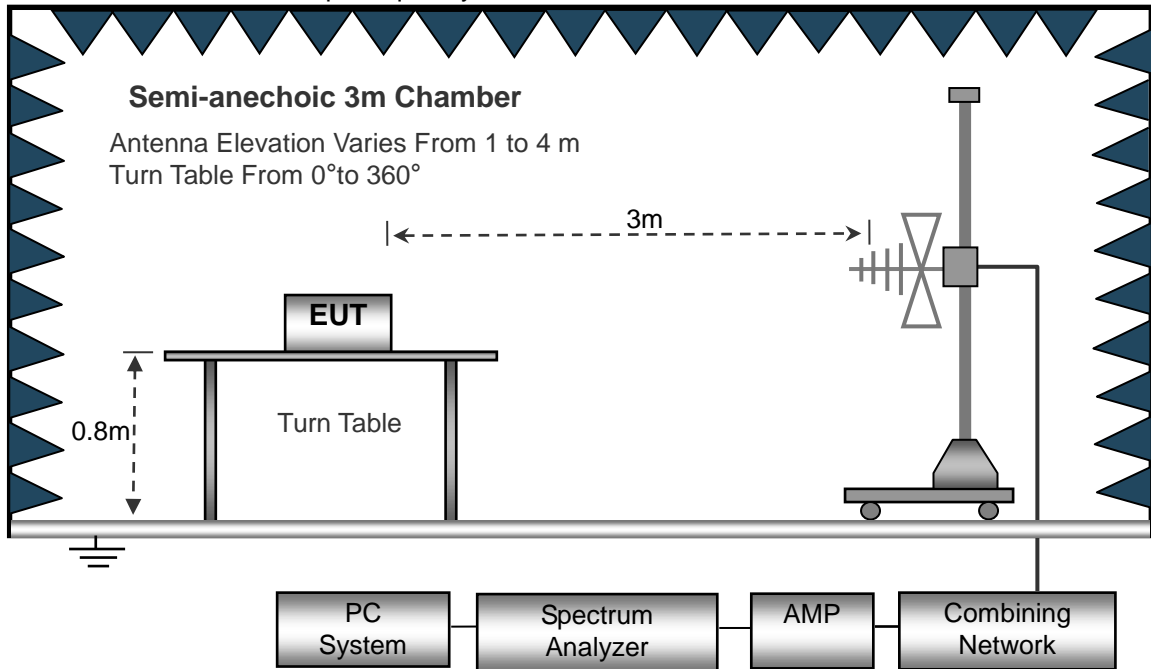 Semi-anechoic 3m Chamber
Antenna Elevation Varies From 1 to 4 m
Turn Table From 0°to 360°
3m
EUT
0.8m
Turn Table
PC
System
Spectrum
Analyzer
AMP
Combining
Network